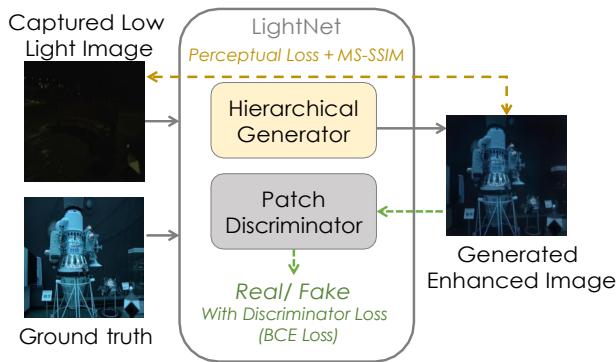 Captured Low
Light Image
LightNet
Perceptual Loss + MS-SSIM
Hierarchical
Generator
Patch
Discriminator
Real/ Fake
With Discriminator Loss
(BCE Loss)
Generated
Enhanced Image
Ground truth